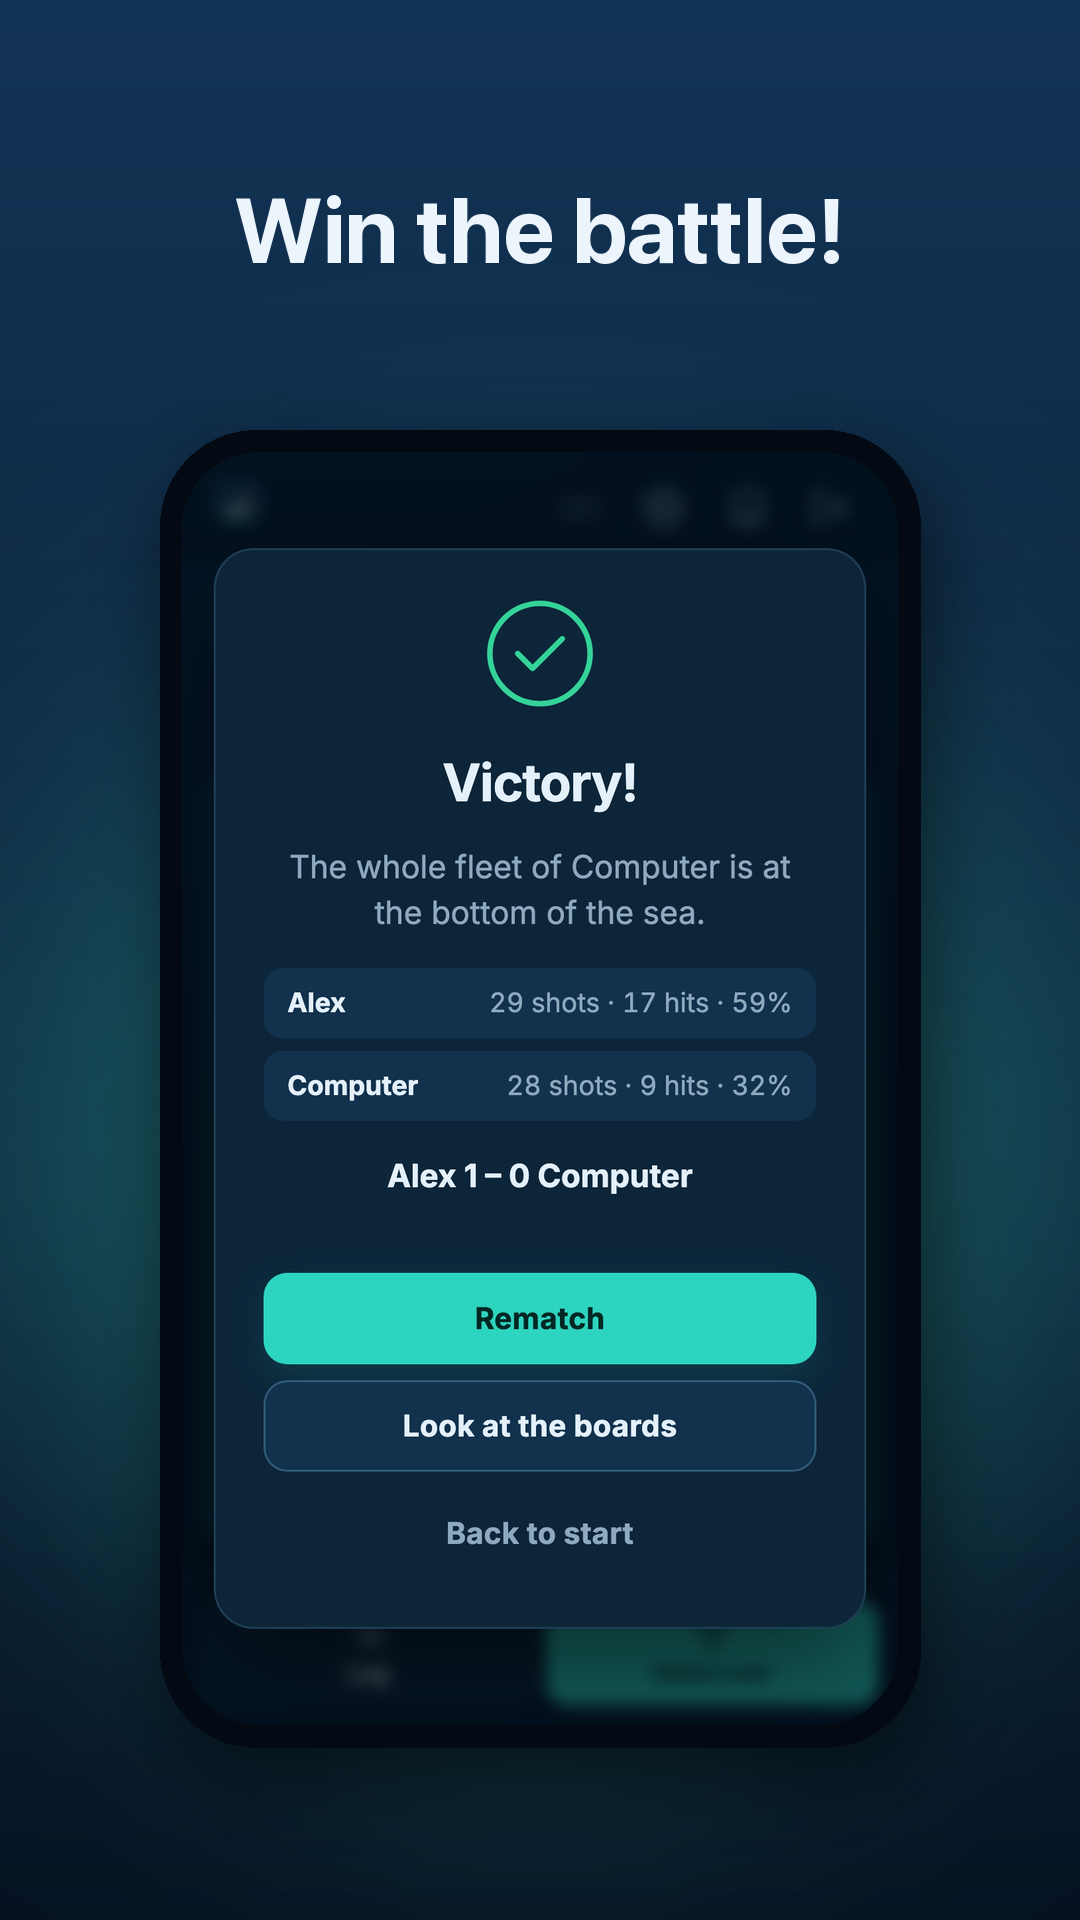 Win the battle!
Victory!
The whole fleet of Computer is at
the bottom of the sea.
Alex 29 shots · 17 hits · 59%
Computer 28 shots · 9 hits · 32%
Alex 1 – 0 Computer
Rematch
Look at the boards
Back to start